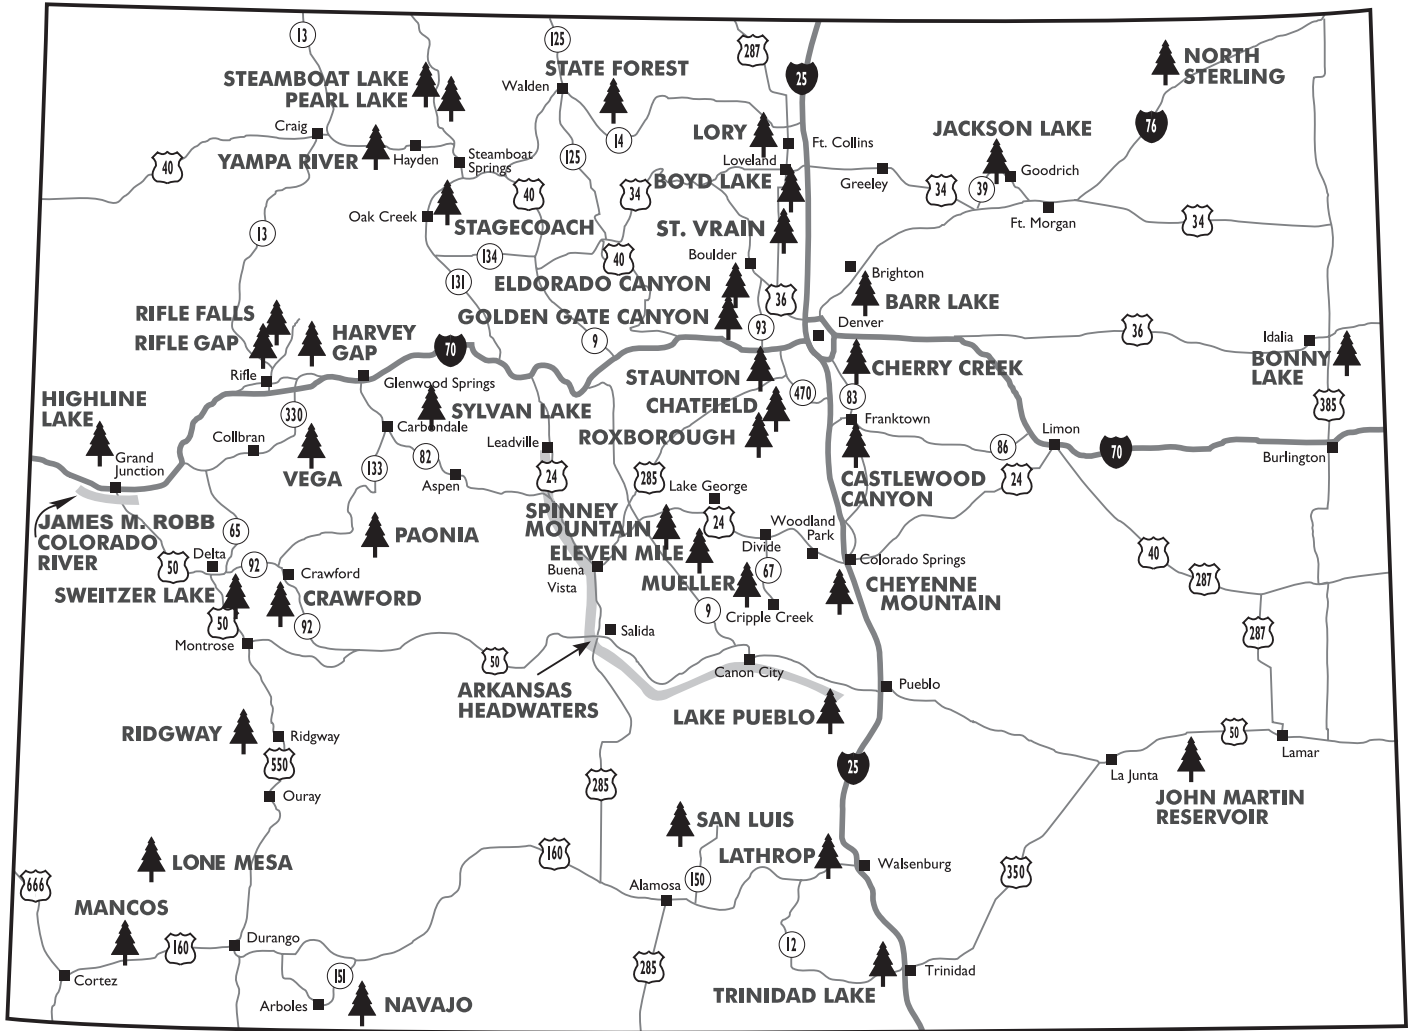 13
125
287
25
STATE FOREST
NORTH
STERLING
STEAMBOAT LAKE
PEARL LAKE
Walden
76
Craig
14
LORY
Ft. Collins
JACKSON LAKE
40
YAMPA RIVER
Hayden
Steamboat
Springs
125
Loveland
BOYD LAKE
Greeley
34
39
Goodrich
40
34
Oak Creek
STAGECOACH
ST. VRAIN
Ft. Morgan
34
13
134
40
Boulder
131
ELDORADO CANYON
Brighton
BARR LAKE
36
RIFLE FALLS
RIFLE GAP
HARVEY
GAP
GOLDEN GATE CANYON
93
Denver
36
Idalia
BONNY
LAKE
70
9
Rifle
Glenwood Springs
STAUNTON
CHERRY CREEK
HIGHLINE
LAKE
330
SYLVAN LAKE
CHATFIELD
470
83
385
Collbran
Carbondale
Leadville
ROXBOROUGH
Franktown
86
Limon
70
Burlington
Grand
Junction
VEGA
133
82
Aspen
24
285
Lake George
CASTLEWOOD
CANYON
24
JAMES M. ROBB
COLORADO
RIVER
65
PAONIA
SPINNEY
MOUNTAIN
24
Woodland
Park
Divide
Delta
50
92
Crawford
ELEVEN MILE
Buena
Vista
67
Colorado Springs
40
287
SWEITZER LAKE
CRAWFORD
MUELLER
CHEYENNE
MOUNTAIN
50
92
9
Cripple Creek
Montrose
50
Salida
287
ARKANSAS
HEADWATERS
Canon City
Pueblo
RIDGWAY
Ridgway
LAKE PUEBLO
50
Lamar
550
25
La Junta
Ouray
285
JOHN MARTIN
RESERVOIR
SAN LUIS
LONE MESA
160
LATHROP
Walsenburg
666
Alamosa
150
350
MANCOS
160
Durango
12
285
Cortez
151
Trinidad
Arboles
NAVAJO
TRINIDAD LAKE